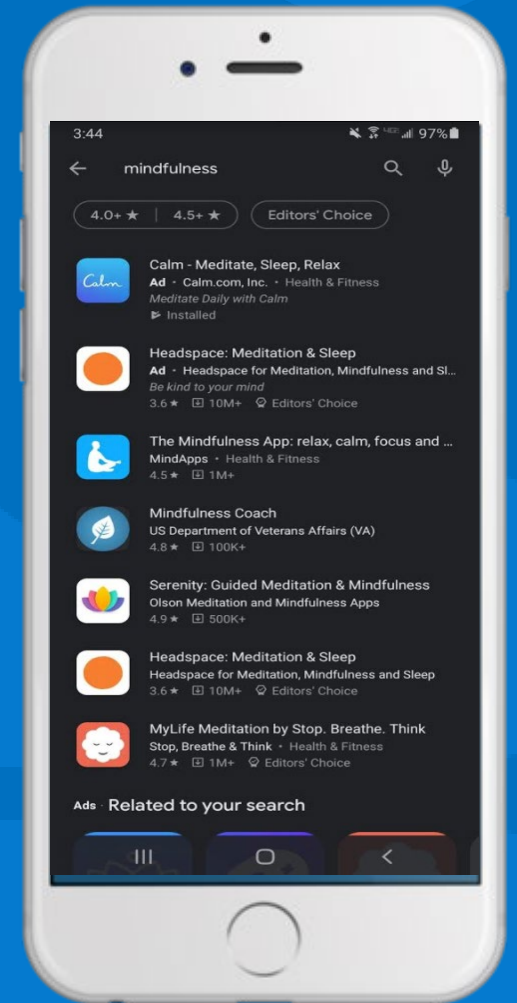 3:44 97%
mindfulness
4.0+ ★ | 4.5+ ★ Editors' Choice
Calm
Calm - Meditate, Sleep, Relax
Ad · Calm.com, Inc. · Health & Fitness
Meditate Daily with Calm
Installed
Headspace: Meditation & Sleep
Ad · Headspace for Meditation, Mindfulness and Sl...
Be kind to your mind
3.6★ 10M+ Editors' Choice
The Mindfulness App: relax, calm, focus and ...
MindApps · Health & Fitness
4.5★ 1M+
Mindfulness Coach
US Department of Veterans Affairs (VA)
4.8★ 100K+
Serenity: Guided Meditation & Mindfulness
Olson Meditation and Mindfulness Apps
4.9★ 500K+
Headspace: Meditation & Sleep
Headspace for Meditation, Mindfulness and Sleep
3.6★ 10M+ Editors' Choice
MyLife Meditation by Stop. Breathe. Think
Stop, Breathe & Think · Health & Fitness
4.7★ 1M+ Editors' Choice
Ads · Related to your search